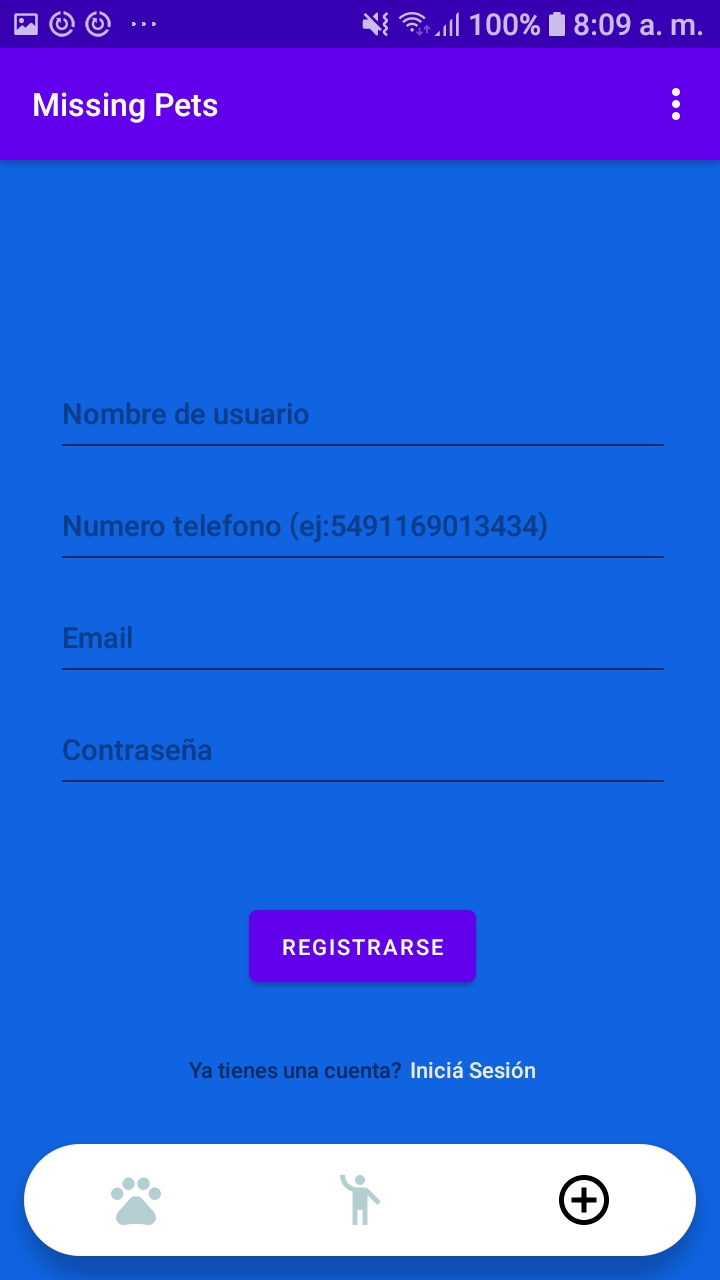 100% 8:09 a. m.
Missing Pets
Nombre de usuario
Numero telefono (ej:5491169013434)
Email
Contraseña
REGISTRARSE
Ya tienes una cuenta? Iniciá Sesión